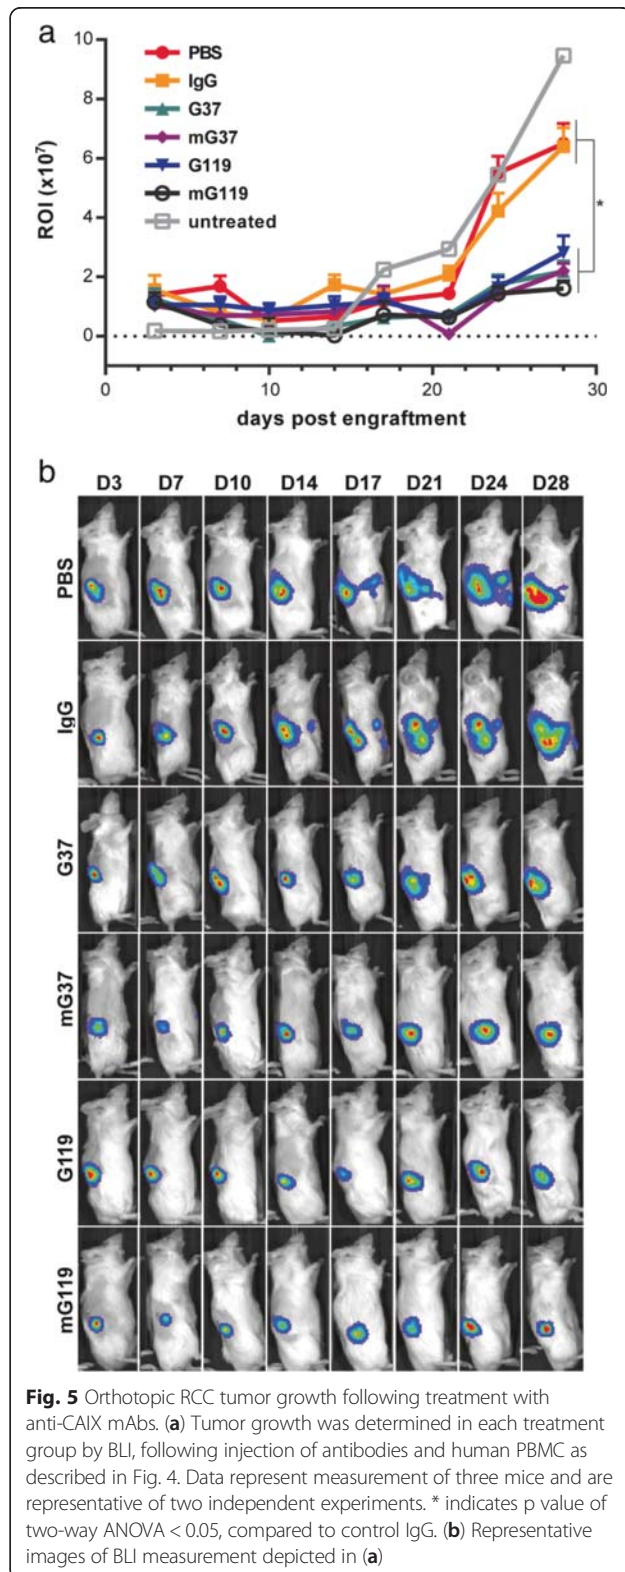 a
10
8
6
4
2
0
ROI (x10⁷)
PBS
IgG
G37
mG37
G119
mG119
untreated
*
0 10 20 30
days post engraftment
b
D3 D7 D10 D14 D17 D21 D24 D28
PBS
IgG
G37
mG37
G119
mG119
Fig. 5 Orthotopic RCC tumor growth following treatment with
anti-CAIX mAbs. (a) Tumor growth was determined in each treatment
group by BLI, following injection of antibodies and human PBMC as
described in Fig. 4. Data represent measurement of three mice and are
representative of two independent experiments. * indicates p value of
two-way ANOVA < 0.05, compared to control IgG. (b) Representative
images of BLI measurement depicted in (a)